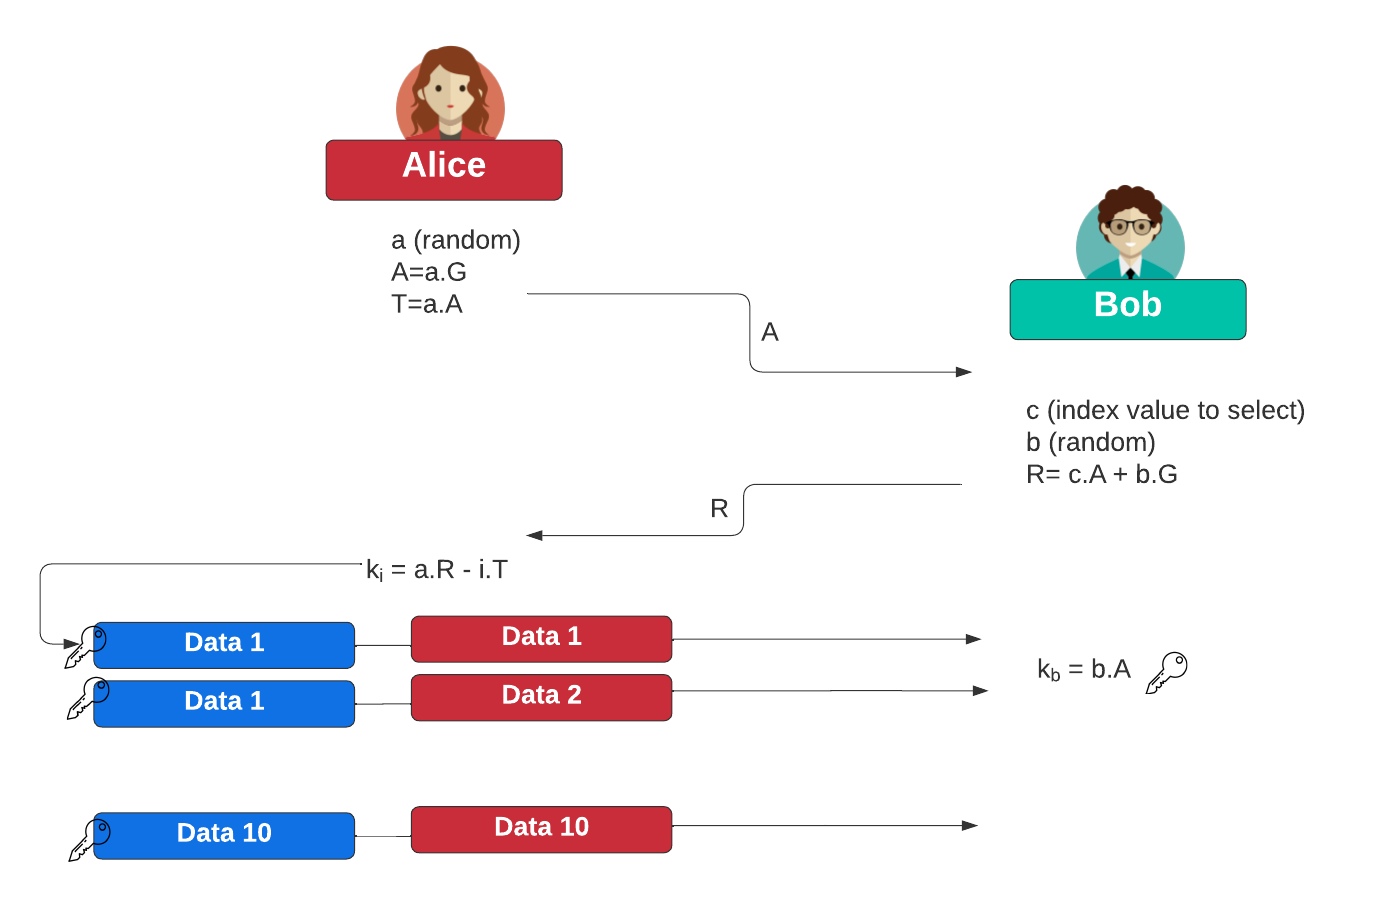 Alice
a (random)
A=a.G
T=a.A
Bob
A
c (index value to select)
b (random)
R= c.A + b.G
R
kᵢ = a.R - i.T
Data 1
Data 1
Data 1
Data 2
k_b = b.A
Data 10
Data 10